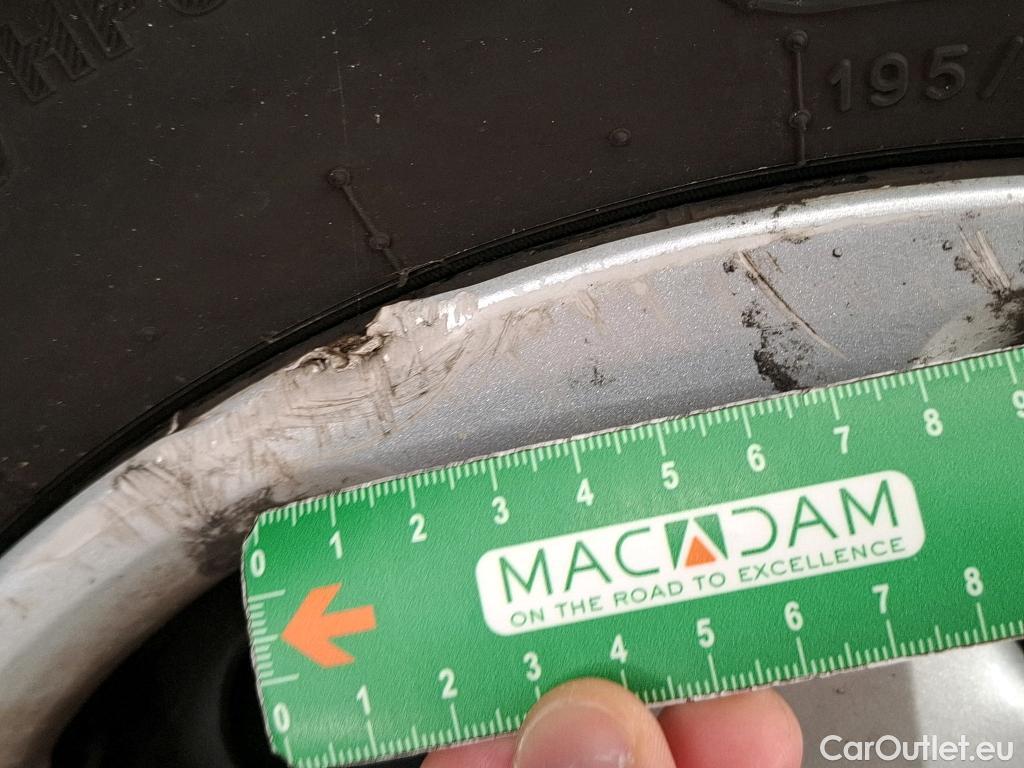 195/
0 1 2 3 4 5 6 7 8 9
MACADAM
ON THE ROAD TO EXCELLENCE
0 1 2 3 4 5 6 7 8
CarOutlet.eu